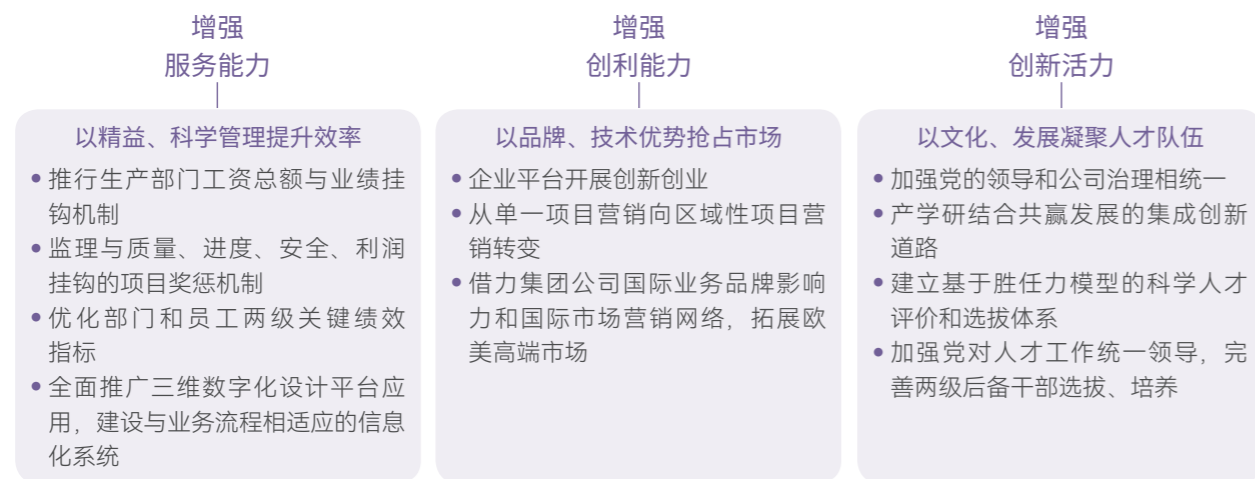 增强
服务能力
以精益、科学管理提升效率
•推行生产部门工资总额与业绩挂
钩机制
•监理与质量、进度、安全、利润
挂钩的项目奖惩机制
•优化部门和员工两级关键绩效
指标
•全面推广三维数字化设计平台应
用，建设与业务流程相适应的信息
化系统
增强
创利能力
以品牌、技术优势抢占市场
•企业平台开展创新创业
•从单一项目营销向区域性项目营
销转变
•借力集团公司国际业务品牌影响
力和国际市场营销网络，拓展欧
美高端市场
增强
创新活力
以文化、发展凝聚人才队伍
•加强党的领导和公司治理相统一
•产学研结合共赢发展的集成创新
道路
•建立基于胜任力模型的科学人才
评价和选拔体系
•加强党对人才工作统一领导，完
善两级后备干部选拔、培养